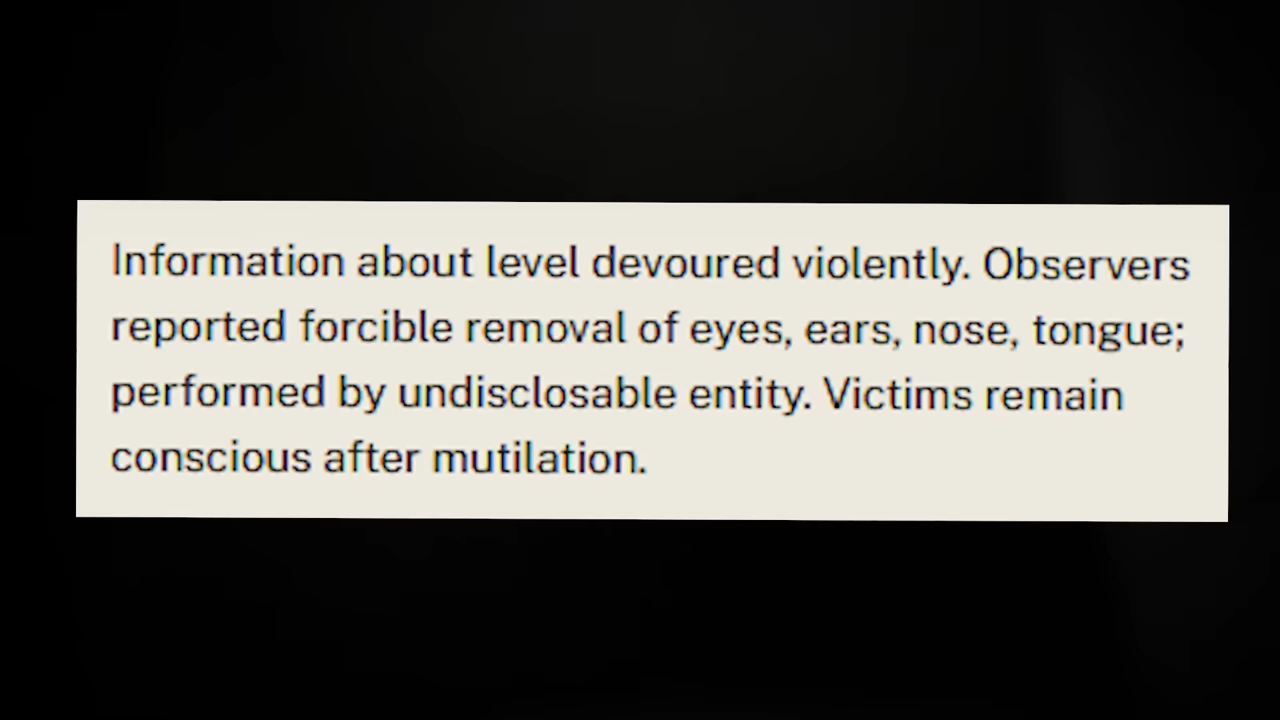 Information about level devoured violently. Observers
reported forcible removal of eyes, ears, nose, tongue;
performed by undisclosable entity. Victims remain
conscious after mutilation.